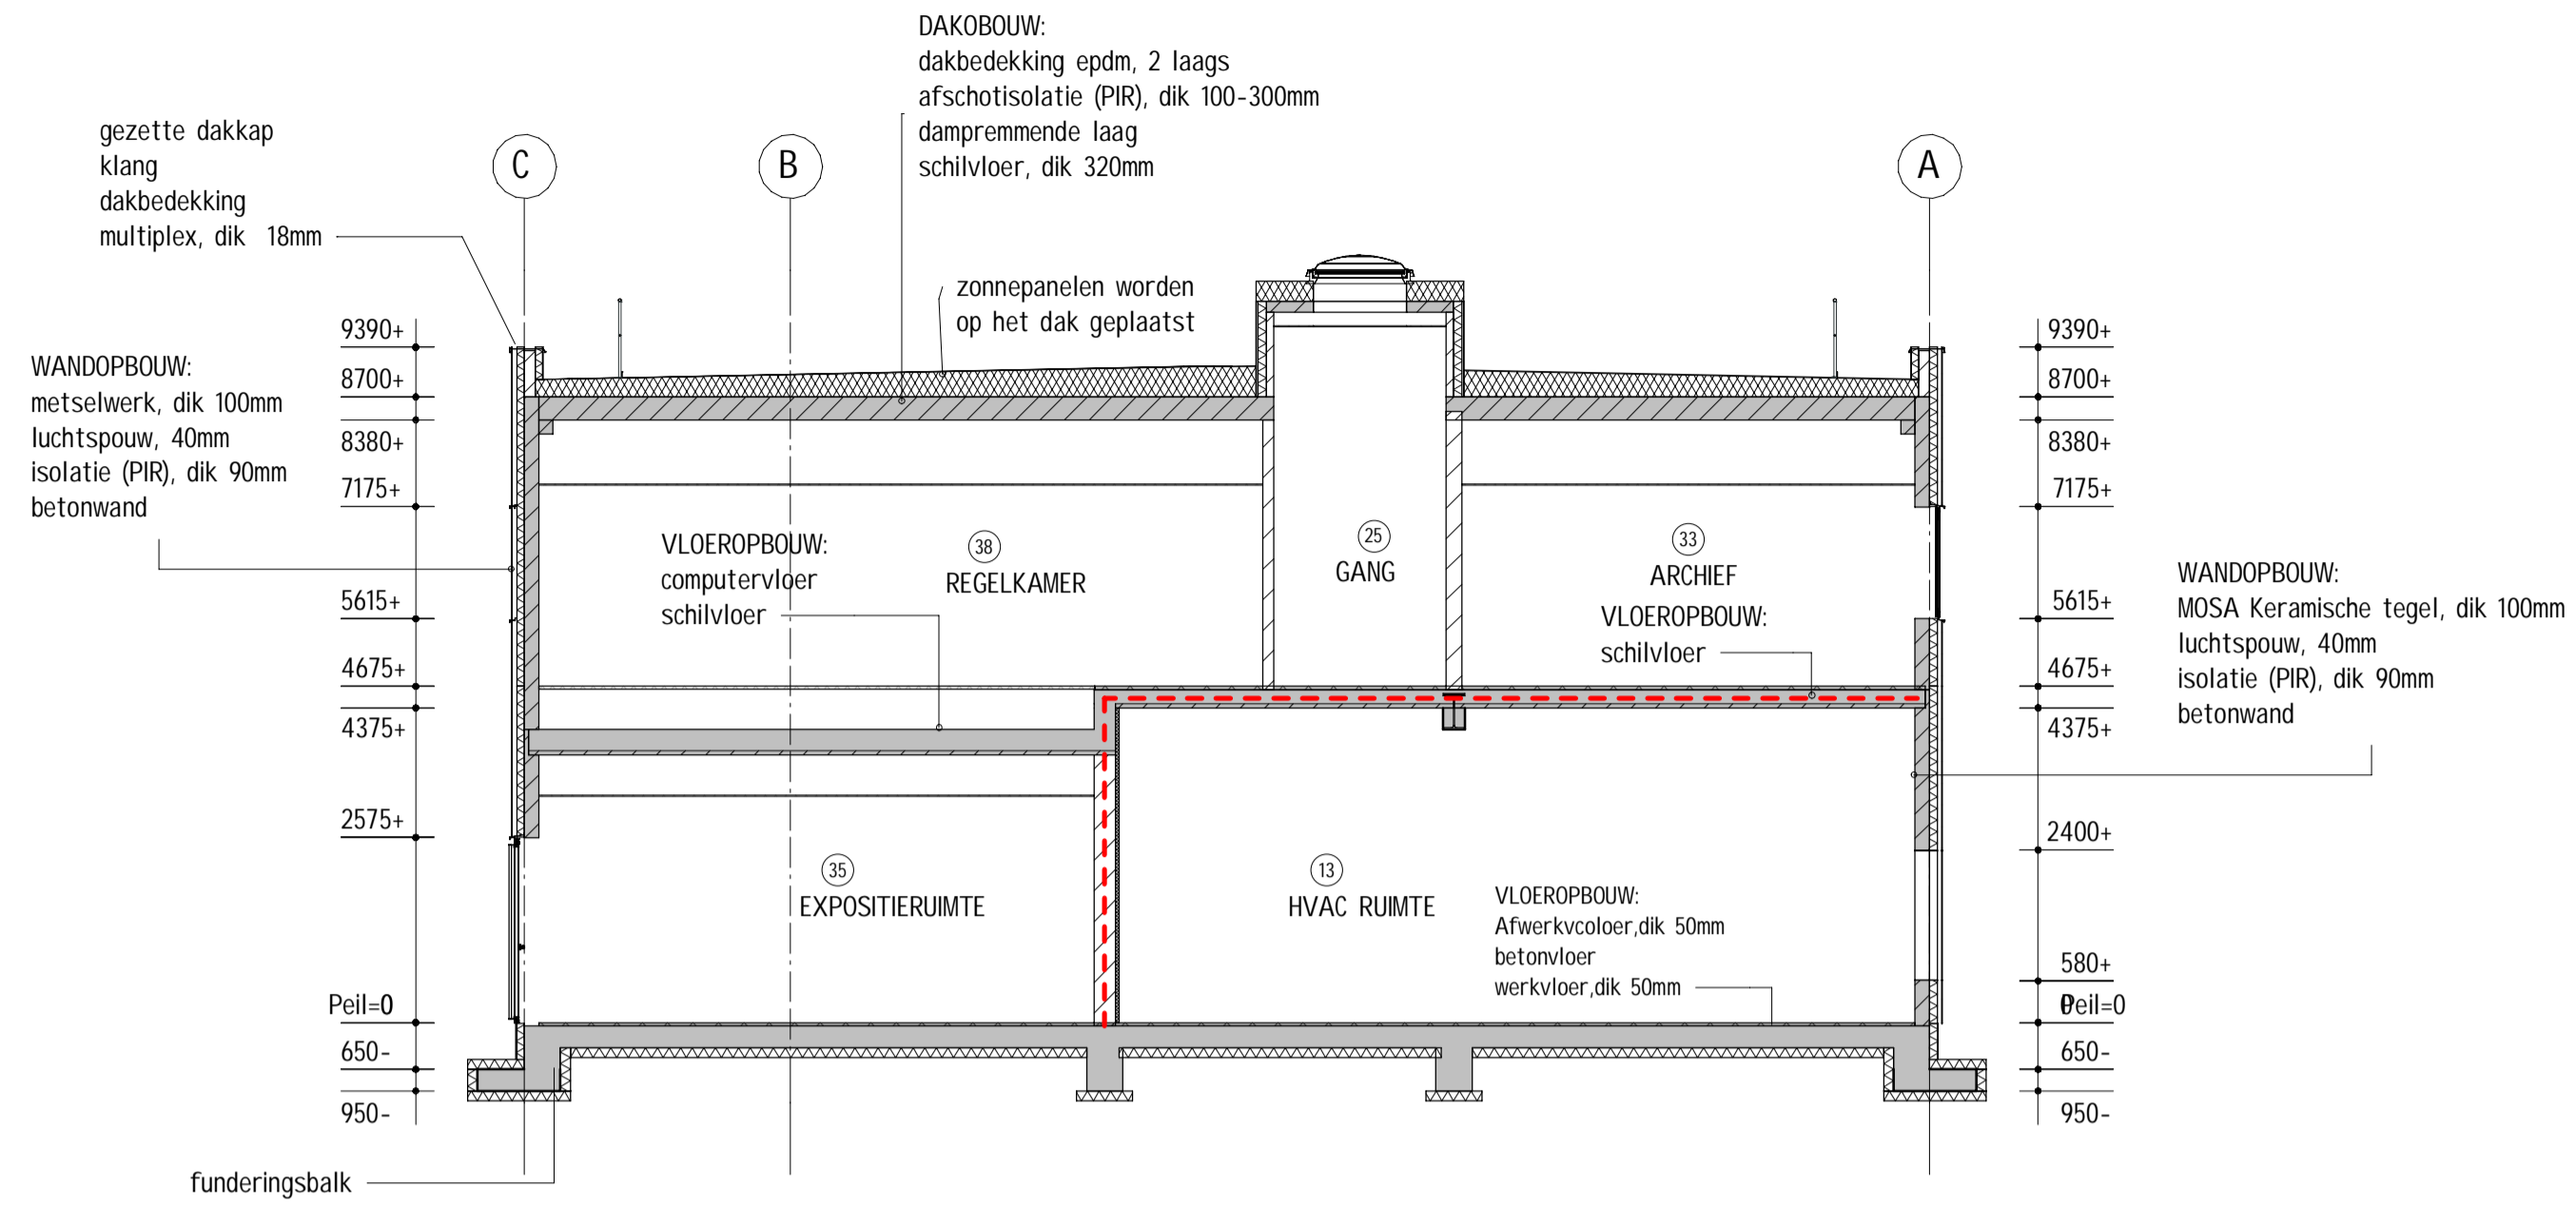 DAKOBOUW:
dakbedekking epdm, 2 laags
afschotisolatie (PIR), dik 100-300mm
dampremmende laag
schilvloer, dik 320mm
gezette dakkap
klang
dakbedekking
multiplex, dik 18mm
C
B
A
zonnepanelen worden
op het dak geplaatst
WANDOPBOUW:
metselwerk, dik 100mm
luchtspouw, 40mm
isolatie (PIR), dik 90mm
betonwand
9390+
8700+
8380+
7175+
5615+
4675+
4375+
2575+
Peil=0
650-
950-
VLOEROPBOUW:
computervloer
schilvloer
38
REGELKAMER
25
GANG
33
ARCHIEF
VLOEROPBOUW:
schilvloer
35
EXPOSITIERUIMTE
13
HVAC RUIMTE
VLOEROPBOUW:
Afwerkvcoloer,dik 50mm
betonvloer
werkvloer,dik 50mm
9390+
8700+
8380+
7175+
5615+
4675+
4375+
2400+
580+
Peil=0
650-
950-
WANDOPBOUW:
MOSA Keramische tegel, dik 100mm
luchtspouw, 40mm
isolatie (PIR), dik 90mm
betonwand
funderingsbalk